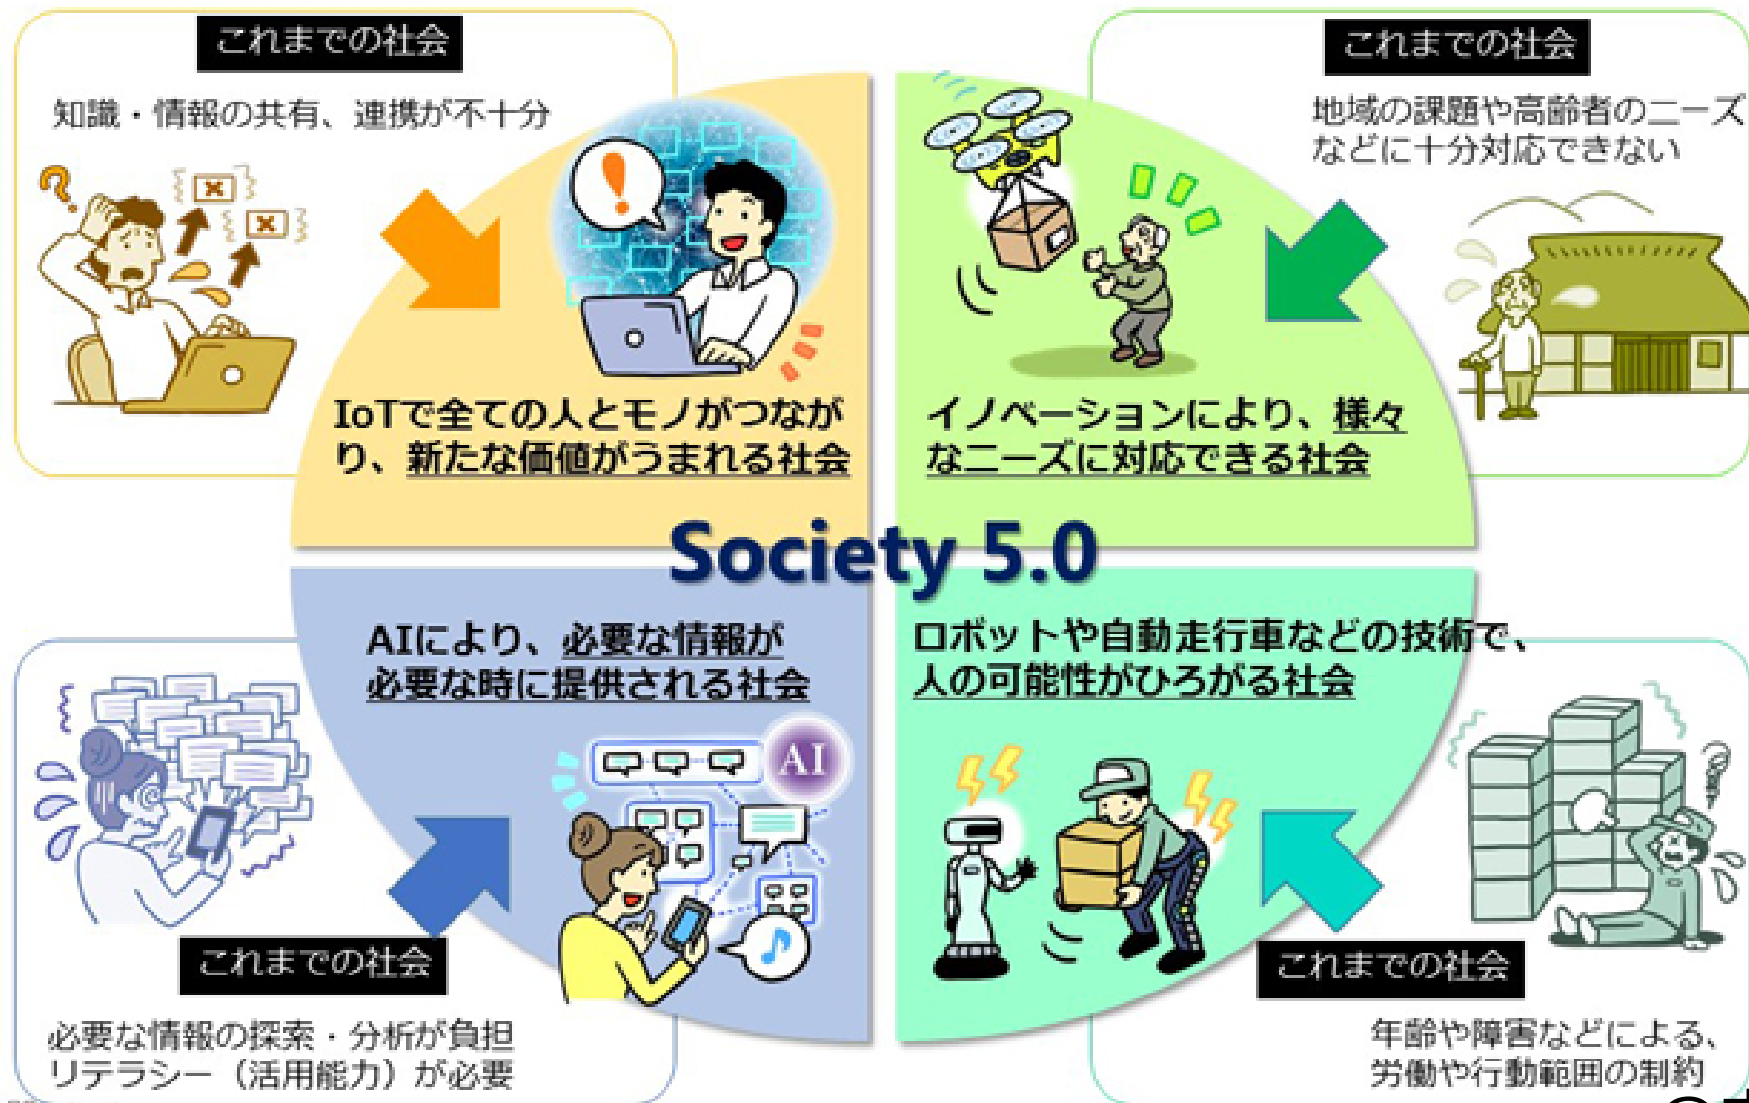 これまでの社会
知識・情報の共有、連携が不十分
IoTで全ての人とモノがつなが
り、新たな価値がうまれる社会
これまでの社会
地域の課題や高齢者のニーズ
などに十分対応できない
イノベーションにより、様々
なニーズに対応できる社会
Society 5.0
AIにより、必要な情報が
必要な時に提供される社会
AI
これまでの社会
必要な情報の探索・分析が負担
リテラシー（活用能力）が必要
ロボットや自動走行車などの技術で、
人の可能性がひろがる社会
これまでの社会
年齢や障害などによる、
労働や行動範囲の制約